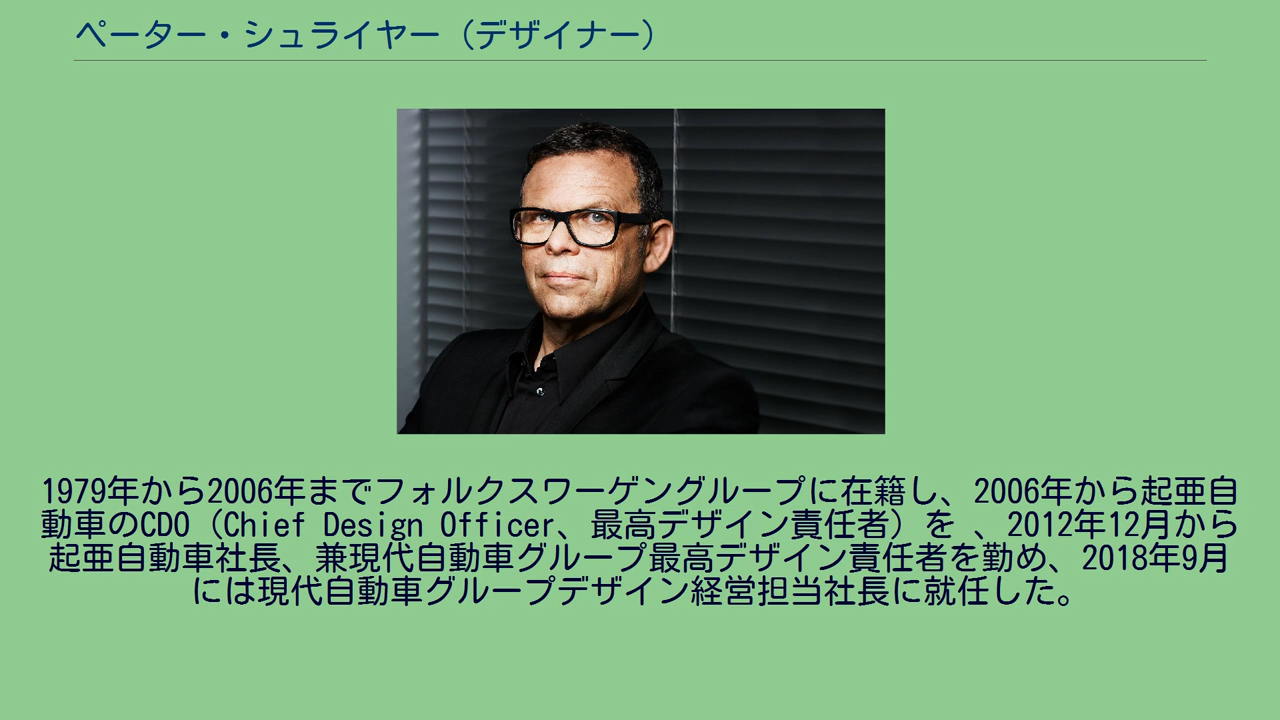 ペーター・シュライヤー（デザイナー）
1979年から2006年までフォルクスワーゲングループに在籍し、2006年から起亜自
動車のCDO（Chief Design Officer、最高デザイン責任者）を 、2012年12月から
起亜自動車社長、兼現代自動車グループ最高デザイン責任者を勤め、2018年9月
には現代自動車グループデザイン経営担当社長に就任した。